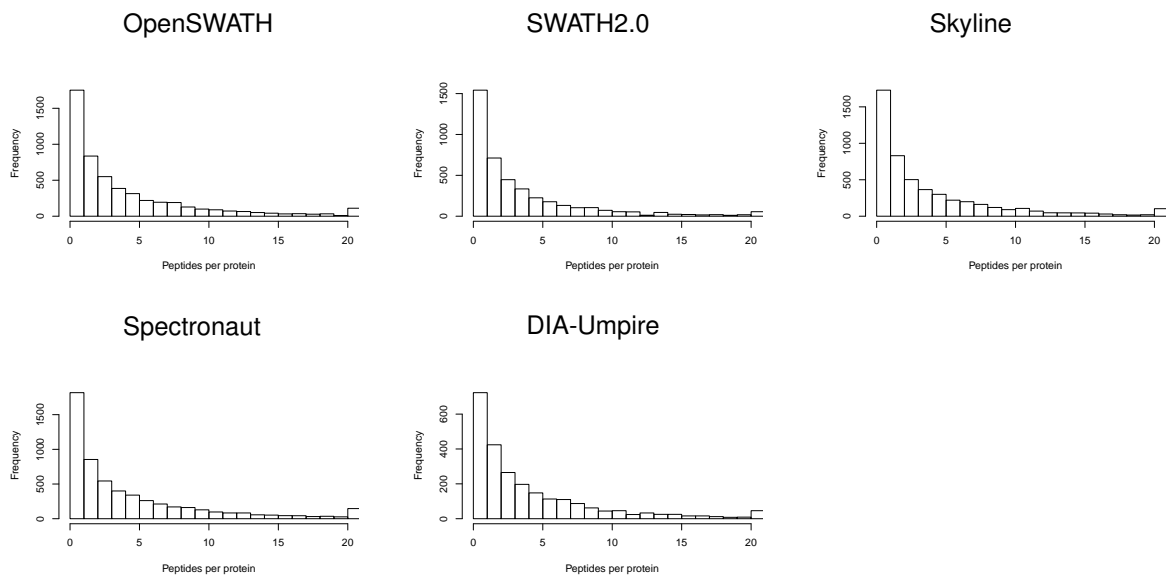 OpenSWATH
Frequency
0 500 1000 1500
0 5 10 15 20
Peptides per protein
SWATH2.0
Frequency
0 500 1000 1500
0 5 10 15 20
Peptides per protein
Skyline
Frequency
0 500 1000 1500
0 5 10 15 20
Peptides per protein
Spectronaut
Frequency
0 500 1000 1500
0 5 10 15 20
Peptides per protein
DIA-Umpire
Frequency
0 200 400 600
0 5 10 15 20
Peptides per protein